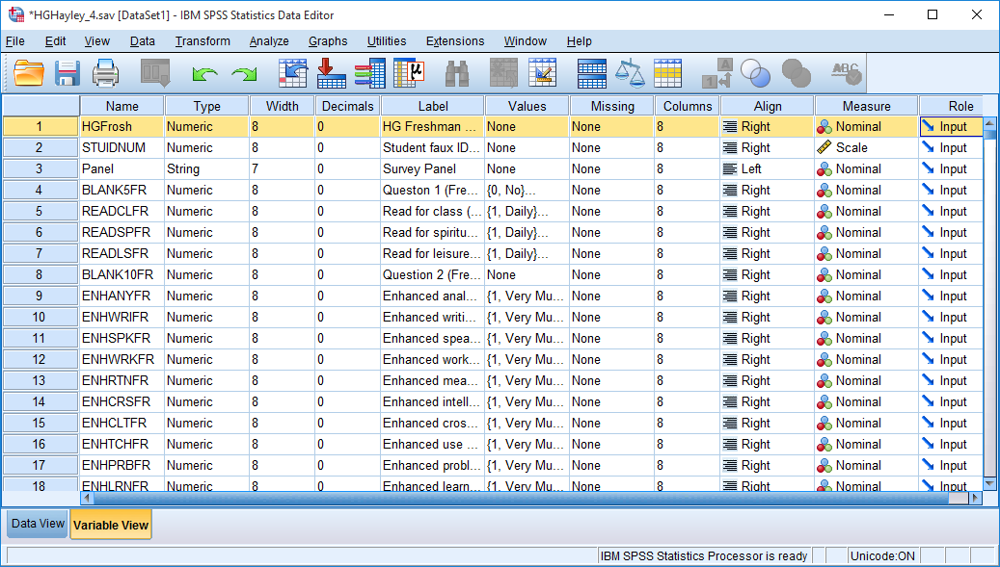 *HGHayley_4.sav [DataSet1] - IBM SPSS Statistics Data Editor
File Edit View Data Transform Analyze Graphs Utilities Extensions Window Help
μ A 1 ABC
Name Type Width Decimals Label Values Missing Columns Align Measure Role
1 HGFrosh Numeric 8 0 HG Freshman ... None None 8 Right Nominal Input
2 STUIDNUM Numeric 8 0 Student faux ID... None None 8 Right Scale Input
3 Panel String 7 Survey Panel None None 8 Left Nominal Input
4 BLANK5FR Numeric 8 0 Queston 1 (Fre... {0, No}... None 8 Right Nominal Input
5 READCLFR Numeric 8 0 Read for class (... {1, Daily}... None 8 Right Nominal Input
6 READSPFR Numeric 8 0 Read for spiritu... {1, Daily}... None 8 Right Nominal Input
7 READLSFR Numeric 8 0 Read for leisure... {1, Daily}... None 8 Right Nominal Input
8 BLANK10FR Numeric 8 0 Question 2 (Fre... None None 8 Right Nominal Input
9 ENHANYFR Numeric 8 0 Enhanced anal... {1, Very Mu... None 8 Right Nominal Input
10 ENHWRIFR Numeric 8 0 Enhanced writi... {1, Very Mu... None 8 Right Nominal Input
11 ENHSPKFR Numeric 8 0 Enhanced spea... {1, Very Mu... None 8 Right Nominal Input
12 ENHWRKFR Numeric 8 0 Enhanced work... {1, Very Mu... None 8 Right Nominal Input
13 ENHRTNFR Numeric 8 0 Enhanced mea... {1, Very Mu... None 8 Right Nominal Input
14 ENHCRSFR Numeric 8 0 Enhanced intell... {1, Very Mu... None 8 Right Nominal Input
15 ENHCLTFR Numeric 8 0 Enhanced cros... {1, Very Mu... None 8 Right Nominal Input
16 ENHTCHFR Numeric 8 0 Enhanced use ... {1, Very Mu... None 8 Right Nominal Input
17 ENHPRBFR Numeric 8 0 Enhanced probl... {1, Very Mu... None 8 Right Nominal Input
18 ENHLRNFR Numeric 8 0 Enhanced learn... {1, Very Mu... None 8 Right Nominal Input
Data View Variable View
IBM SPSS Statistics Processor is ready Unicode:ON